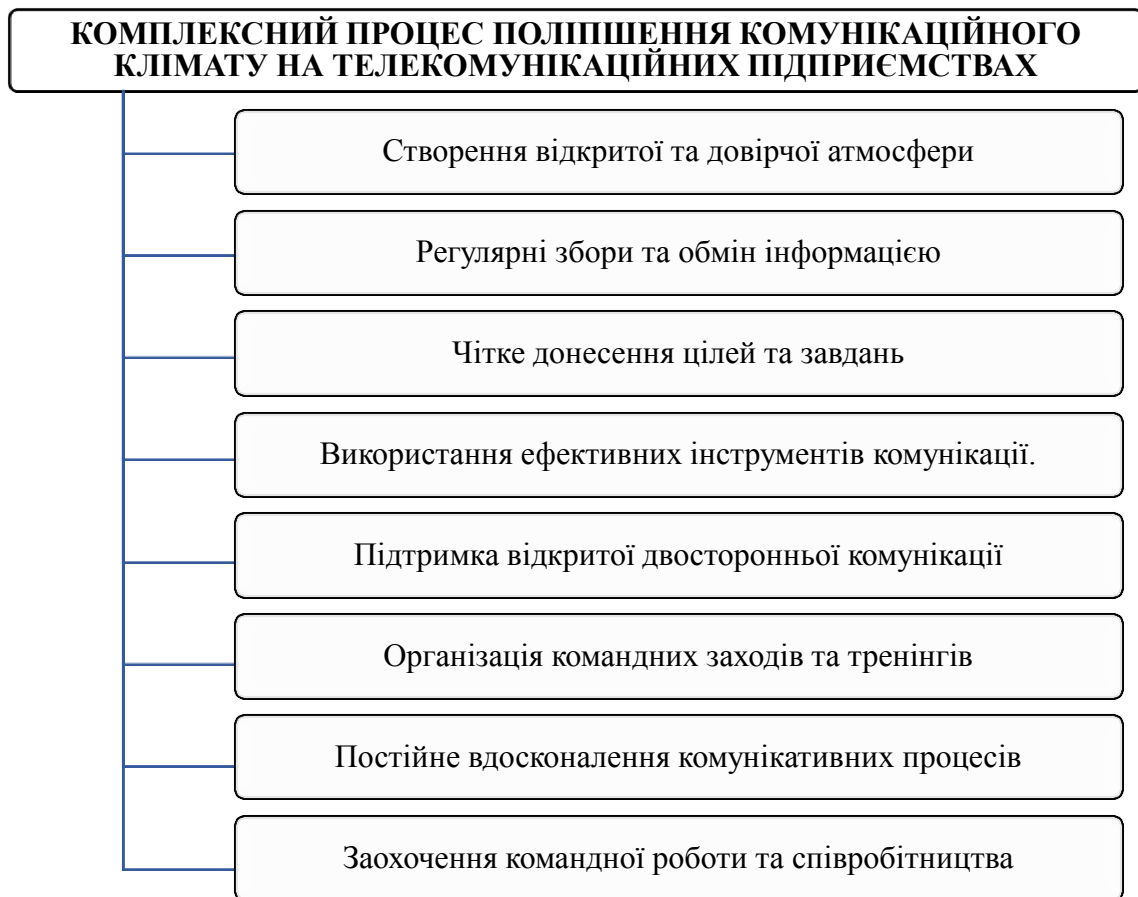 КОМПЛЕКСНИЙ ПРОЦЕС ПОЛІПШЕННЯ КОМУНІКАЦІЙНОГО
КЛІМАТУ НА ТЕЛЕКОМУНІКАЦІЙНИХ ПІДПРИЄМСТВАХ
Створення відкритої та довірчої атмосфери
Регулярні збори та обмін інформацією
Чітке донесення цілей та завдань
Використання ефективних інструментів комунікації.
Підтримка відкритої двосторонньої комунікації
Організація командних заходів та тренінгів
Постійне вдосконалення комунікативних процесів
Заохочення командної роботи та співробітництва